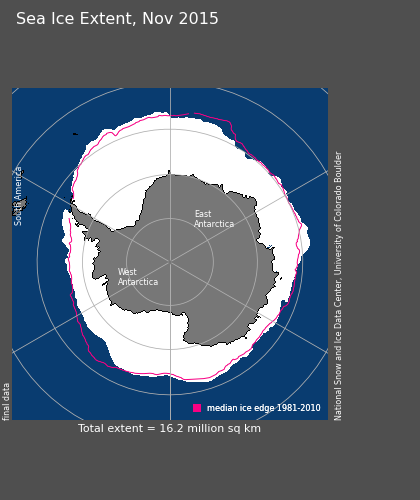 Sea Ice Extent, Nov 2015
South America
East
Antarctica
West
Antarctica
National Snow and Ice Data Center, University of Colorado Boulder
final data
median ice edge 1981-2010
Total extent = 16.2 million sq km